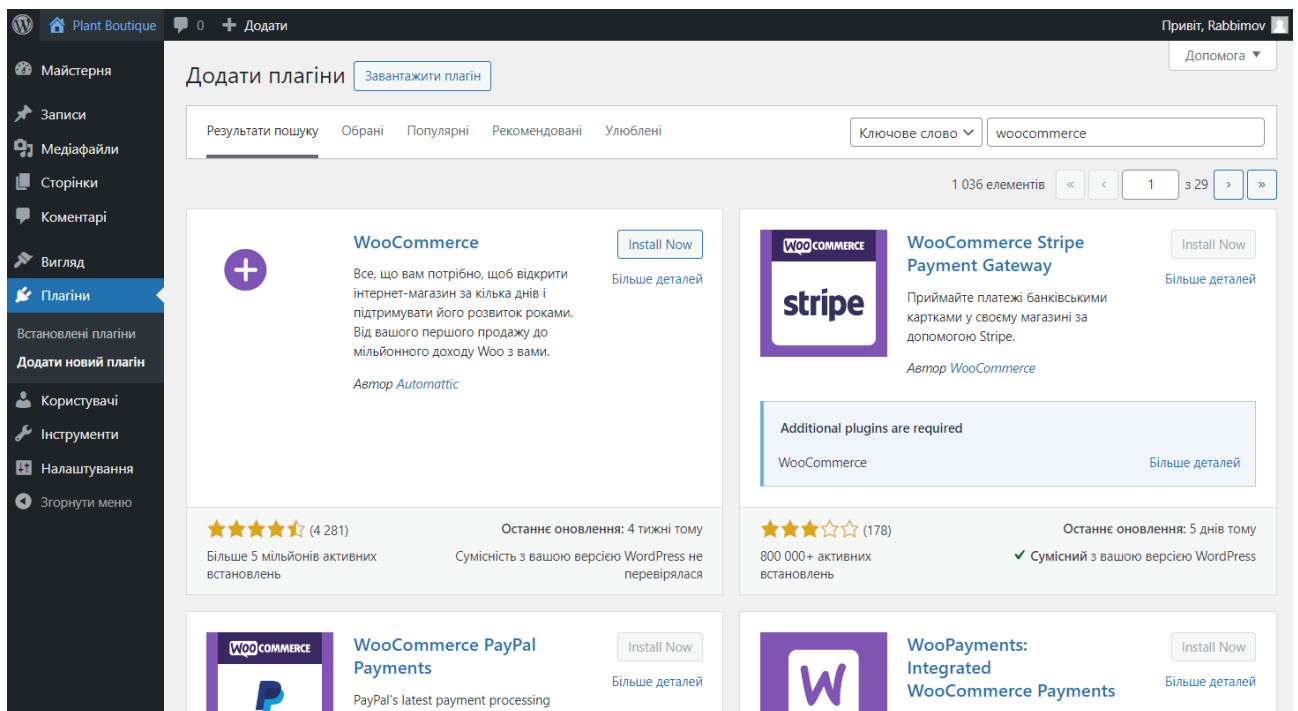 Plant Boutique 0 Додати Привіт, Rabbimov
Допомога
Майстерня
Записи
Медіафайли
Сторінки
Коментарі
Вигляд
Плагіни
Встановлені плагіни
Додати новий плагін
Користувачі
Інструменти
Налаштування
Згорнути меню
Додати плагіни Завантажити плагін
Результати пошуку Обрані Популярні Рекомендовані Улюблені Ключове слово woocommerce
1 036 елементів « ‹ 1 з 29 › »
WooCommerce
Install Now
Більше деталей
Все, що вам потрібно, щоб відкрити
інтернет-магазин за кілька днів і
підтримувати його розвиток роками.
Від вашого першого продажу до
мільйонного доходу Woo з вами.
Автор Automattic
(4 281)
Більше 5 мільйонів активних
встановлень
Останнє оновлення: 4 тижні тому
Сумісність з вашою версією WordPress не
перевірялася
WOO COMMERCE
stripe
WooCommerce Stripe
Payment Gateway
Install Now
Більше деталей
Приймайте платежі банківськими
картками у своєму магазині за
допомогою Stripe.
Автор WooCommerce
Additional plugins are required
WooCommerce Більше деталей
(178)
800 000+ активних
встановлень
Останнє оновлення: 5 днів тому
Сумісний з вашою версією WordPress
WOO COMMERCE
WooCommerce PayPal
Payments
Install Now
Більше деталей
PayPal's latest payment processing
W
WooPayments:
Integrated
WooCommerce Payments
Install Now
Більше деталей